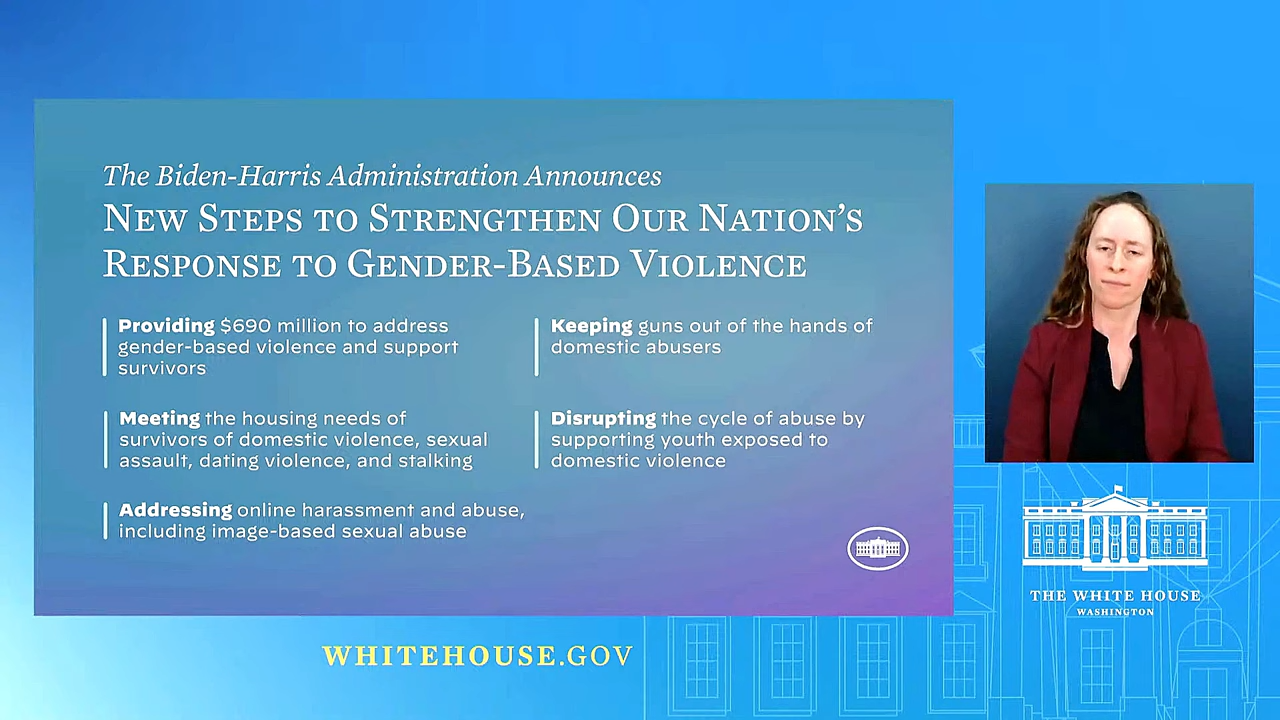 The Biden-Harris Administration Announces
NEW STEPS TO STRENGTHEN OUR NATION'S
RESPONSE TO GENDER-BASED VIOLENCE
Providing $690 million to address
gender-based violence and support
survivors
Keeping guns out of the hands of
domestic abusers
Meeting the housing needs of
survivors of domestic violence, sexual
assault, dating violence, and stalking
Disrupting the cycle of abuse by
supporting youth exposed to
domestic violence
Addressing online harassment and abuse,
including image-based sexual abuse
THE WHITE HOUSE
WASHINGTON
WHITEHOUSE.GOV